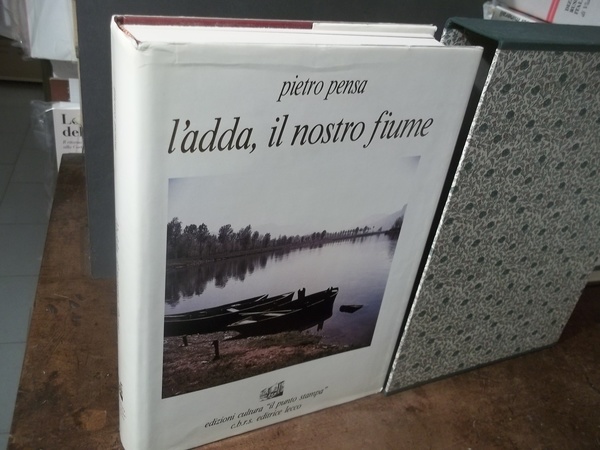 pietro pensa
l'adda, il nostro fiume
edizioni cultura "il punto stampa"
c.b.r.s. editrice lecco